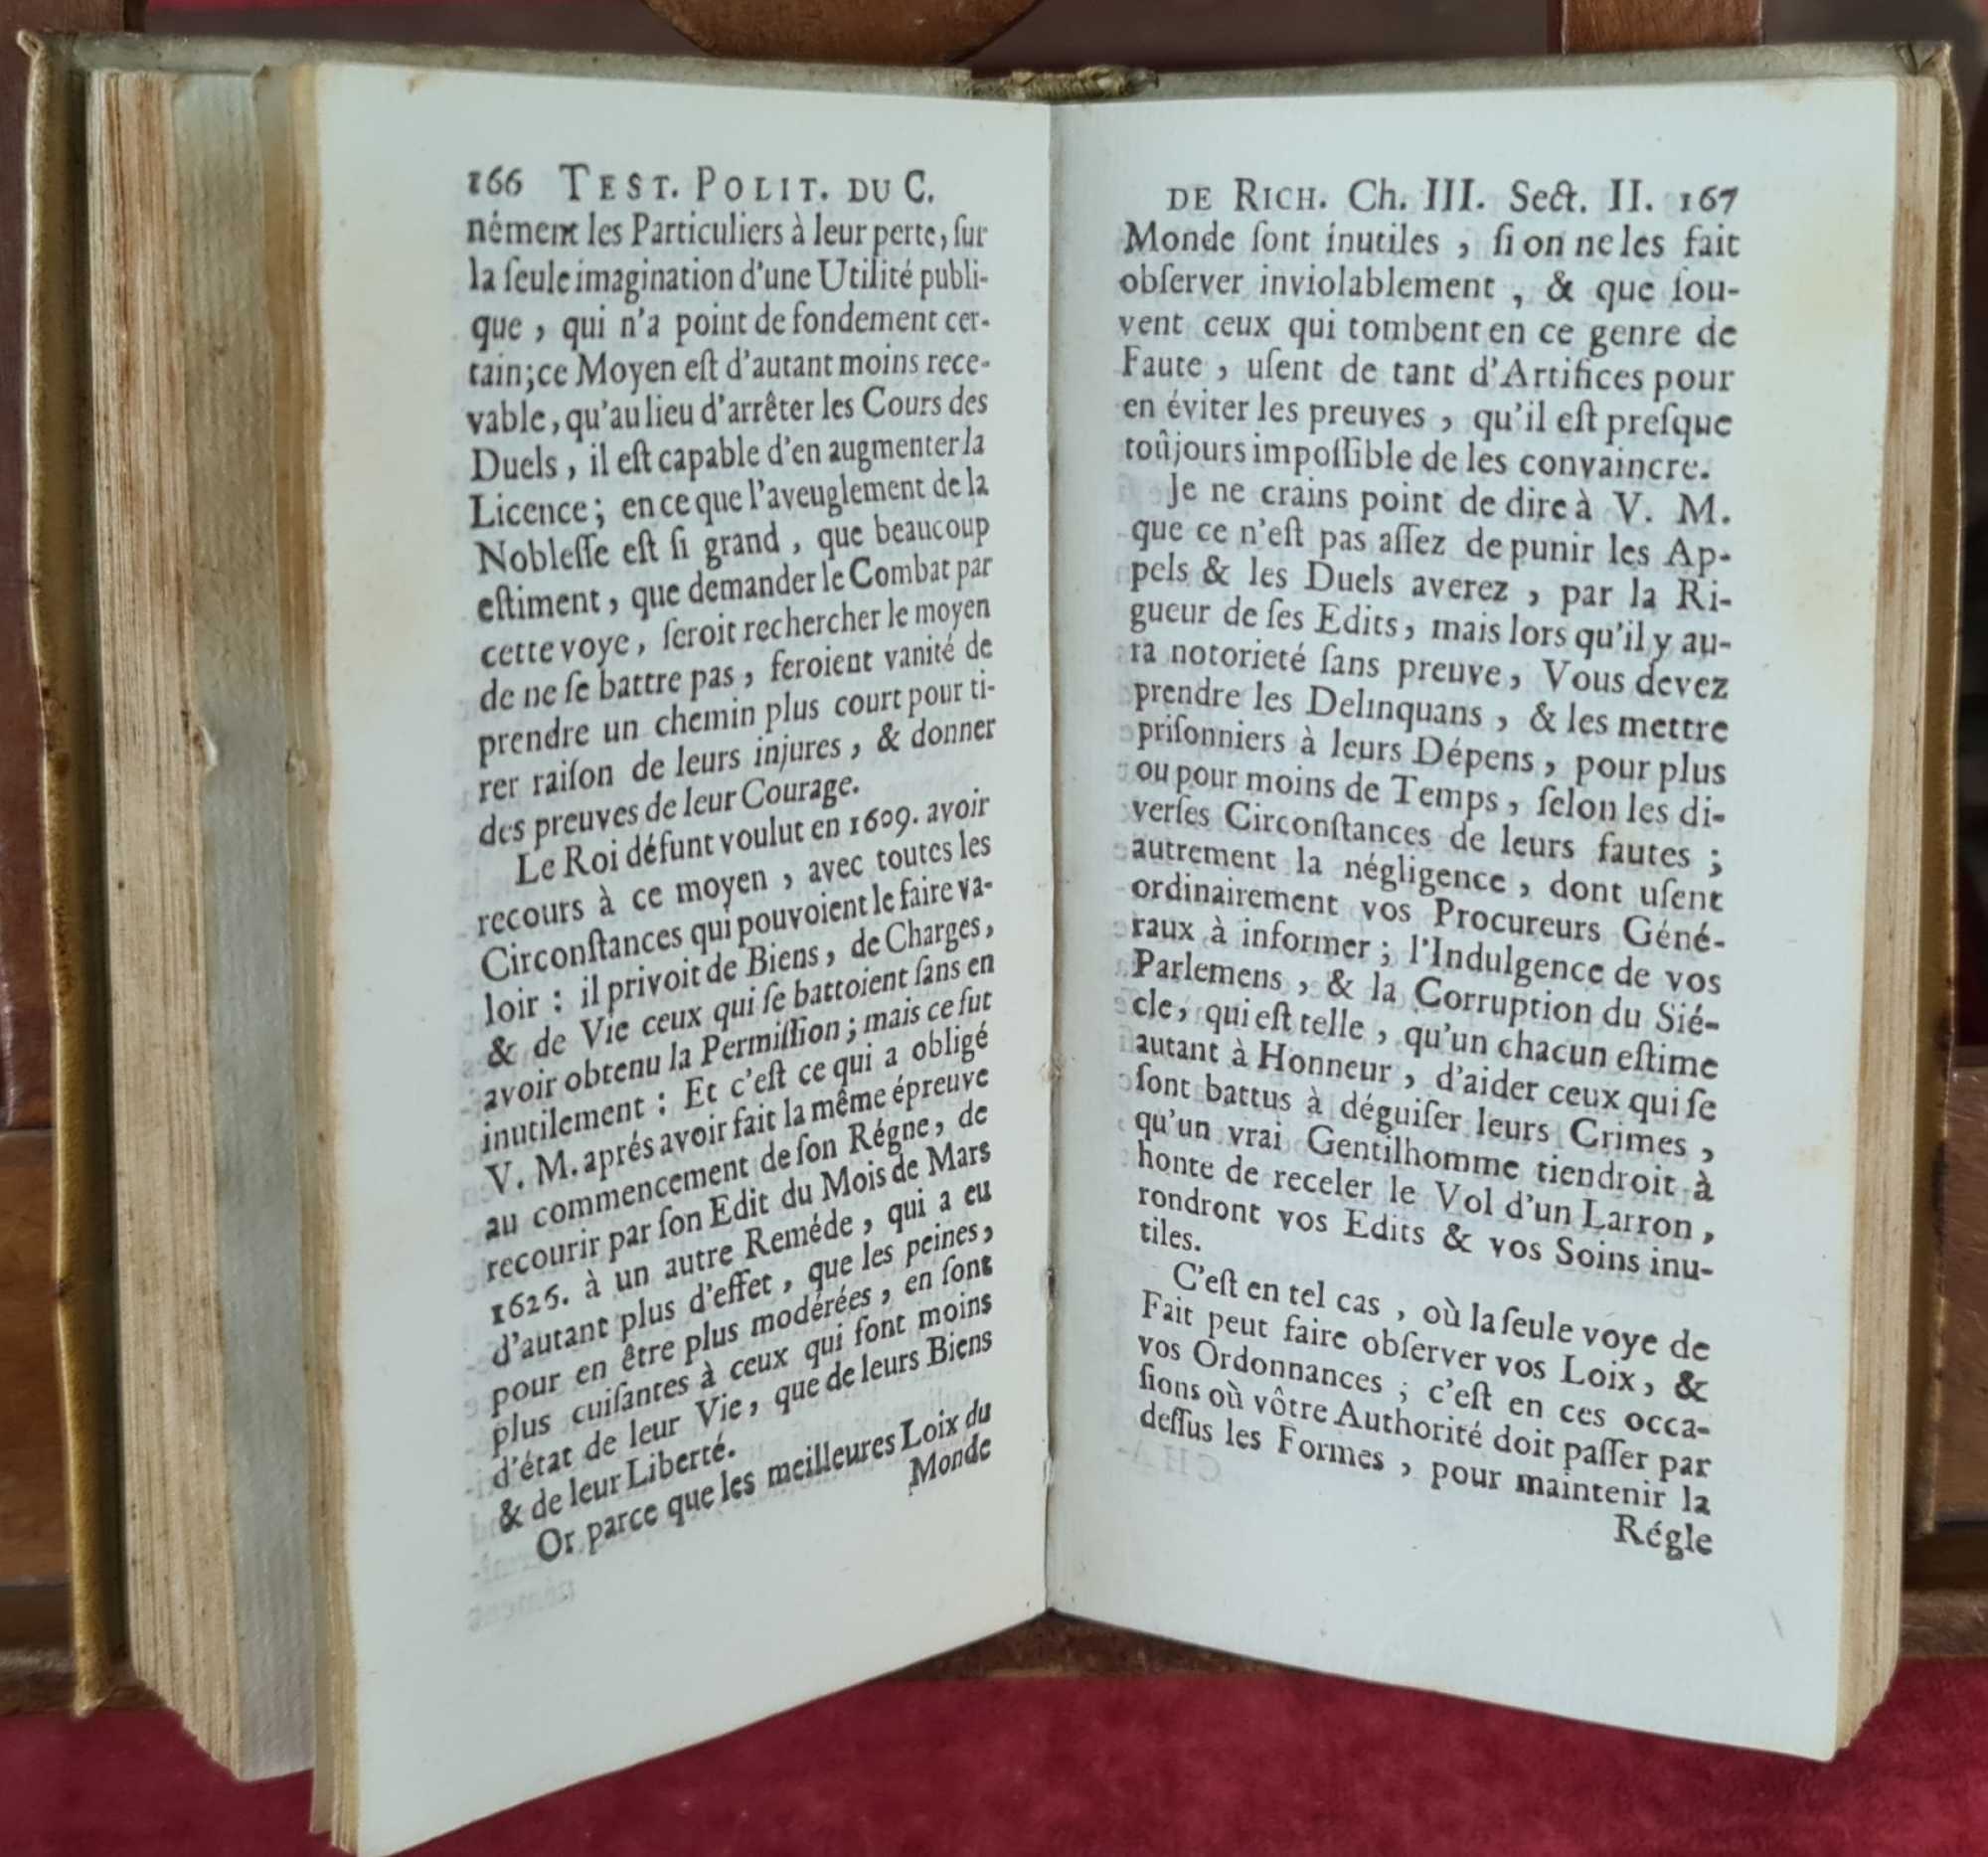 166 TEST. POLIT. DU C.
nément les Particuliers à leur perte, ſur
la ſeule imagination d'une Utilité publi-
que, qui n'a point de fondement cer-
tain; ce Moyen eſt d'autant moins rece-
vable, qu'au lieu d'arrêter les Cours des
Duels, il eſt capable d'en augmenter la
Licence; en ce que l'aveuglement de la
Nobleſſe eſt ſi grand, que beaucoup
eſtiment, que demander le Combat par
cette voye, ſeroit rechercher le moyen
de ne ſe battre pas, feroient vanité de
prendre un chemin plus court pour ti-
rer raiſon de leurs injures, & donner
des preuves de leur Courage.
Le Roi défunt voulut en 1609. avoir
recours à ce moyen, avec toutes les
Circonſtances qui pouvoient le faire va-
loir : il privoit de Biens, de Charges,
& de Vie ceux qui ſe battoient ſans en
avoir obtenu la Permiſſion; mais ce fut
inutilement : Et c'eſt ce qui a obligé
V. M. aprés avoir fait la même épreuve
au commencement de ſon Régne, de
recourir par ſon Edit du Mois de Mars
1626. à un autre Reméde, qui a eu
d'autant plus d'effet, que les peines,
pour en être plus modérées, en ſont
plus cuiſantes à ceux qui font moins
d'état de leur Vie, que de leurs Biens
& de leur Liberté.
Or parce que les meilleures Loix du
Monde
DE RICH. Ch. III. Sect. II. 167
Monde ſont inutiles, ſi on ne les fait
obſerver inviolablement, & que ſou-
vent ceux qui tombent en ce genre de
Faute, uſent de tant d'Artifices pour
en éviter les preuves, qu'il eſt preſque
toûjours impoſſible de les convaincre.
Je ne crains point de dire à V. M.
que ce n'eſt pas aſſez de punir les Ap-
pels & les Duels averez, par la Ri-
gueur de ſes Edits, mais lors qu'il y au-
ra notorieté ſans preuve, Vous devez
prendre les Delinquans, & les mettre
priſonniers à leurs Dépens, pour plus
ou pour moins de Temps, ſelon les di-
verſes Circonſtances de leurs fautes;
autrement la négligence, dont uſent
ordinairement vos Procureurs Géné-
raux à informer; l'Indulgence de vos
Parlemens, & la Corruption du Sié-
cle, qui eſt telle, qu'un chacun eſtime
autant à Honneur, d'aider ceux qui ſe
ſont battus à déguiſer leurs Crimes,
qu'un vrai Gentilhomme tiendroit à
honte de receler le Vol d'un Larron,
rondront vos Edits & vos Soins inu-
tiles.
C'eſt en tel cas, où la ſeule voye de
Fait peut faire obſerver vos Loix, &
vos Ordonnances; c'eſt en ces occa-
ſions où vôtre Authorité doit paſſer par
deſſus les Formes, pour maintenir la
Régle